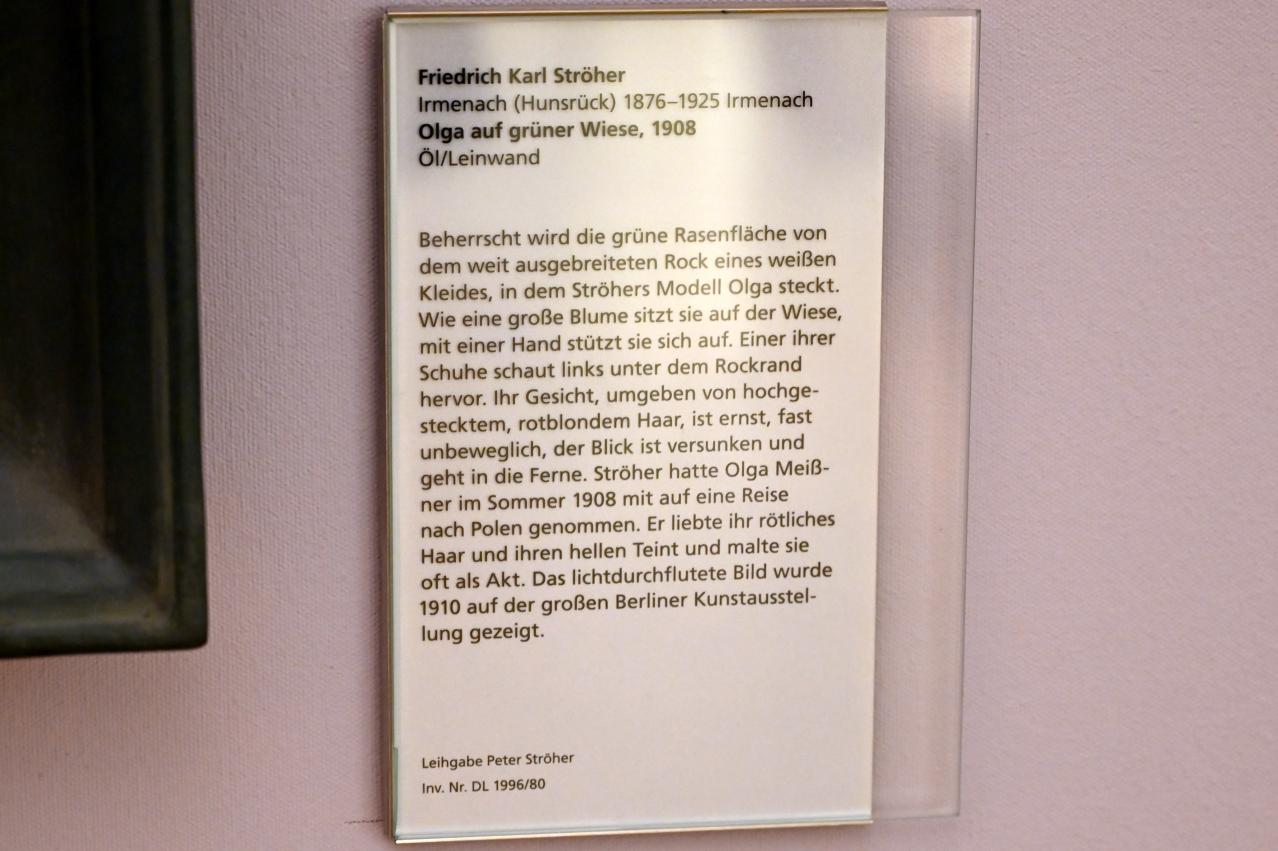 Friedrich Karl Ströher
Irmenach (Hunsrück) 1876–1925 Irmenach
Olga auf grüner Wiese, 1908
Öl/Leinwand
Beherrscht wird die grüne Rasenfläche von
dem weit ausgebreiteten Rock eines weißen
Kleides, in dem Ströhers Modell Olga steckt.
Wie eine große Blume sitzt sie auf der Wiese,
mit einer Hand stützt sie sich auf. Einer ihrer
Schuhe schaut links unter dem Rockrand
hervor. Ihr Gesicht, umgeben von hochge-
stecktem, rotblondem Haar, ist ernst, fast
unbeweglich, der Blick ist versunken und
geht in die Ferne. Ströher hatte Olga Meiß-
ner im Sommer 1908 mit auf eine Reise
nach Polen genommen. Er liebte ihr rötliches
Haar und ihren hellen Teint und malte sie
oft als Akt. Das lichtdurchflutete Bild wurde
1910 auf der großen Berliner Kunstausstel-
lung gezeigt.
Leihgabe Peter Ströher
Inv. Nr. DL 1996/80